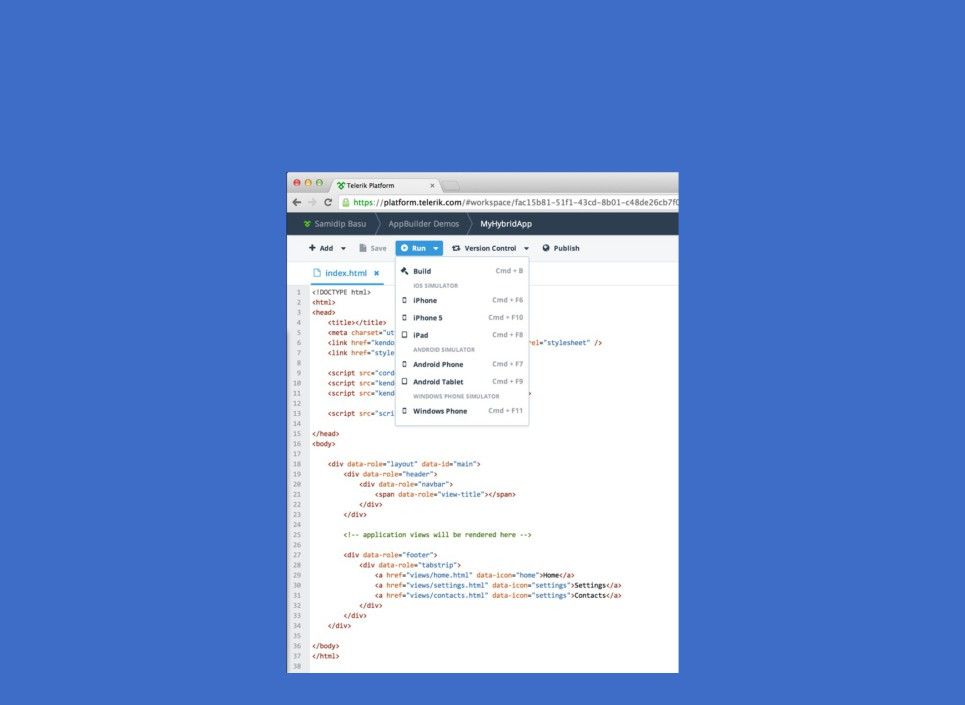 Telerik Platform
https://platform.telerik.com/#workspace/fac15b81-51f1-43cd-8b01-c48de26cb7f0
Samidip Basu AppBuilder Demos MyHybridApp
Add Save Run Version Control Publish
index.html
Build Cmd + B
IOS SIMULATOR
iPhone Cmd + F6
iPhone 5 Cmd + F10
iPad Cmd + F8
ANDROID SIMULATOR
Android Phone Cmd + F7
Android Tablet Cmd + F9
WINDOWS PHONE SIMULATOR
Windows Phone Cmd + F11
1 <!DOCTYPE html>
2 <html>
3 <head>
4 <title></title>
5 <meta charset="ut
6 <link href="kendo rel="stylesheet" />
7 <link href="style
8
9 <script src="cord
10 <script src="kend
11 <script src="kend >
12
13 <script src="scri
14
15 </head>
16 <body>
17
18 <div data-role="layout" data-id="main">
19 <div data-role="header">
20 <div data-role="navbar">
21 <span data-role="view-title"></span>
22 </div>
23 </div>
24
25 <!-- application views will be rendered here -->
26
27 <div data-role="footer">
28 <div data-role="tabstrip">
29 <a href="views/home.html" data-icon="home">Home</a>
30 <a href="views/settings.html" data-icon="settings">Settings</a>
31 <a href="views/contacts.html" data-icon="settings">Contacts</a>
32 </div>
33 </div>
34 </div>
35
36 </body>
37 </html>
38